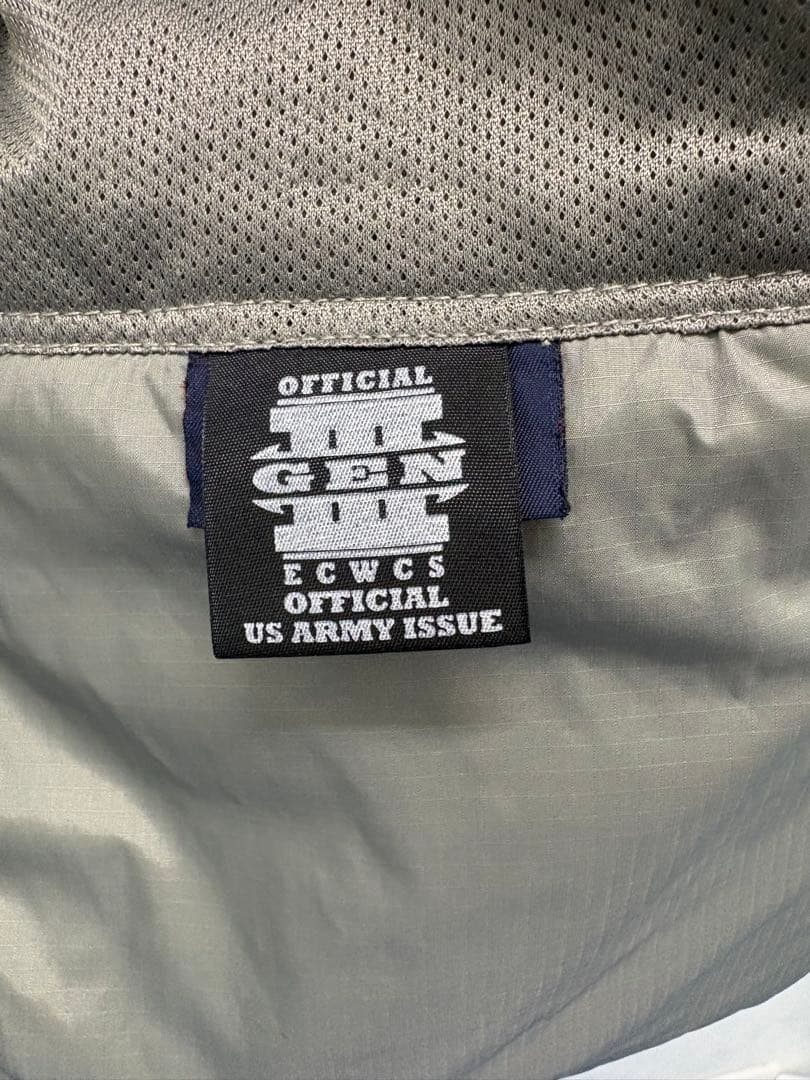 OFFICIAL
GEN
III
ECWCS
OFFICIAL
US ARMY ISSUE